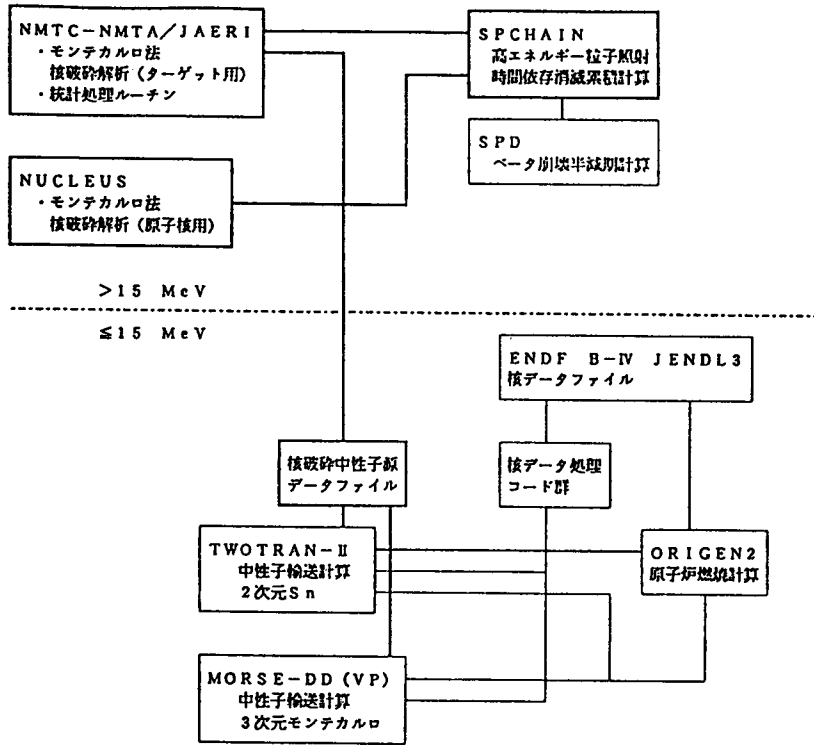 NMTC-NMTA/JAERI
・モンテカルロ法
核破砕解析(ターゲット用)
・統計処理ルーチン
SPCHAIN
高エネルギー粒子照射
時間依存消滅累積計算
SPD
ベータ崩壊半減期計算
NUCLEUS
・モンテカルロ法
核破砕解析(原子核用)
>15 MeV
≦15 MeV
ENDF B-Ⅳ JENDL3
核データファイル
核破砕中性子源
データファイル
核データ処理
コード群
TWOTRAN-Ⅱ
中性子輸送計算
2次元Sn
ORIGEN2
原子炉燃焼計算
MORSE-DD(VP)
中性子輸送計算
3次元モンテカルロ